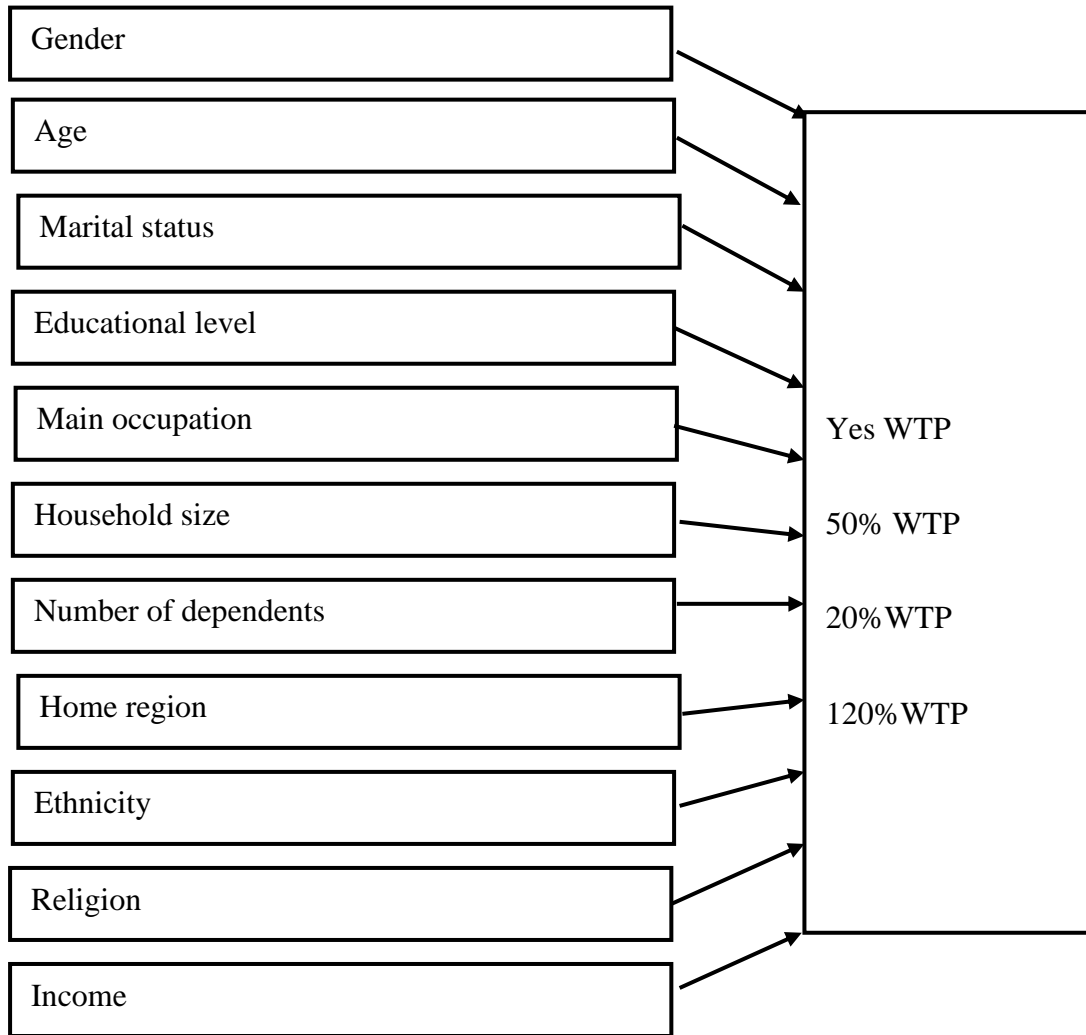 Gender
Age
Marital status
Educational level
Main occupation
Household size
Number of dependents
Home region
Ethnicity
Religion
Income
Yes WTP
50% WTP
20%WTP
120%WTP